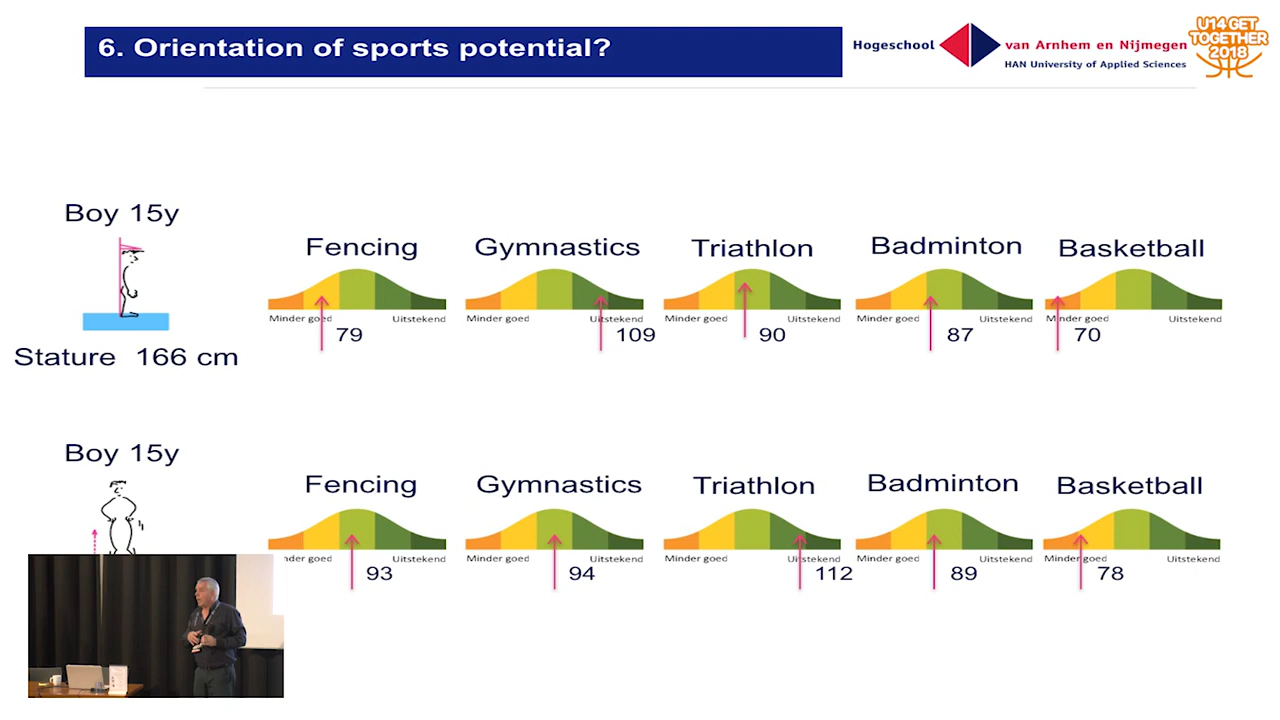 6. Orientation of sports potential?
Hogeschool van Arnhem en Nijmegen
HAN University of Applied Sciences
U14 GET
TOGETHER
2018
Boy 15y
Stature 166 cm
Fencing
Minder goed Uitstekend
79
Gymnastics
Minder goed Uitstekend
109
Triathlon
Minder goed Uitstekend
90
Badminton
Minder goed Uitstekend
87
Basketball
Minder goed Uitstekend
70
Boy 15y
Fencing
nder goed Uitstekend
93
Gymnastics
Minder goed Uitstekend
94
Triathlon
Minder goed Uitstekend
112
Badminton
Minder goed Uitstekend
89
Basketball
Minder goed Uitstekend
78